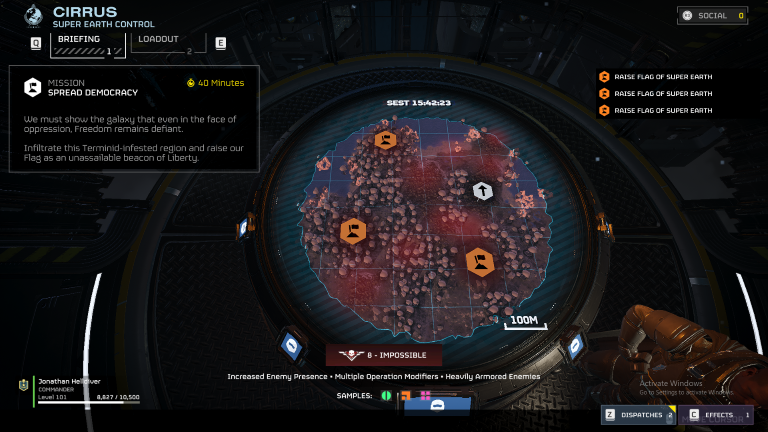 CIRRUS
SUPER EARTH CONTROL
SOCIAL 0
Q
BRIEFING
1
LOADOUT
2
E
MISSION
SPREAD DEMOCRACY
40 Minutes
We must show the galaxy that even in the face of
oppression, Freedom remains defiant.
Infiltrate this Terminid-infested region and raise our
Flag as an unassailable beacon of Liberty.
RAISE FLAG OF SUPER EARTH
RAISE FLAG OF SUPER EARTH
RAISE FLAG OF SUPER EARTH
SEST 15:42:23
100M
8 - IMPOSSIBLE
Increased Enemy Presence • Multiple Operation Modifiers • Heavily Armored Enemies
SAMPLES:
Jonathan Helldiver
COMMANDER
Level 101
8,827 / 10,500
Activate Windows
Go to Settings to activate Windows.
Z DISPATCHES 2
C EFFECTS 1
MOVE CURSOR